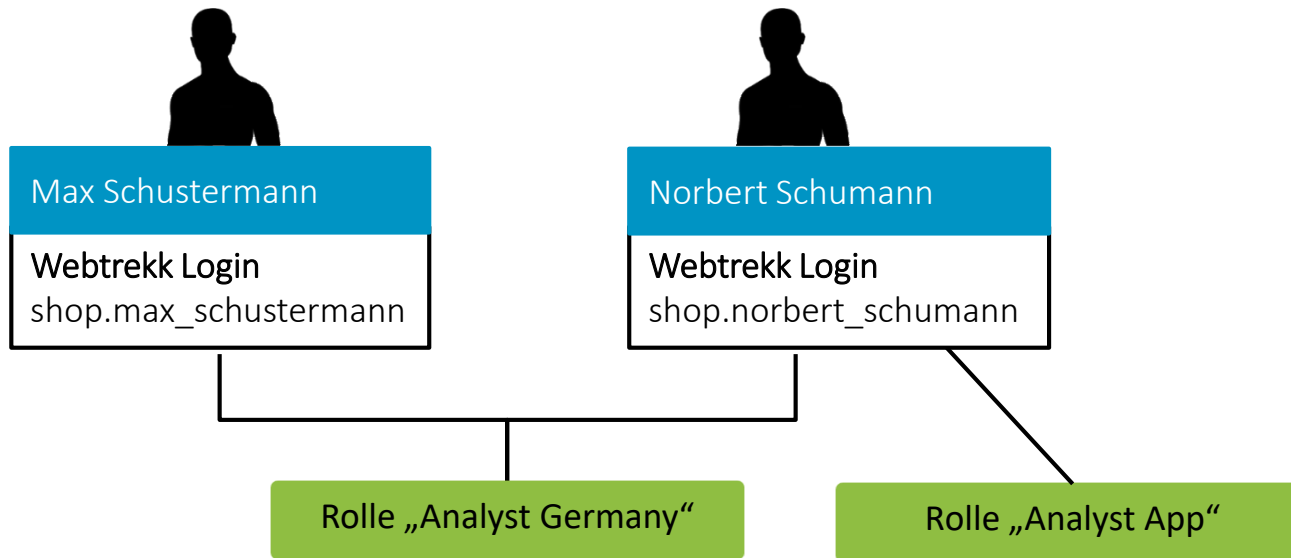 Max Schustermann
Webtrekk Login
shop.max_schustermann
Norbert Schumann
Webtrekk Login
shop.norbert_schumann
Rolle „Analyst Germany“
Rolle „Analyst App“